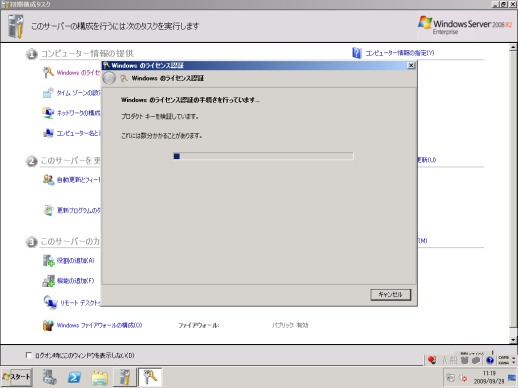 初期構成タスク
このサーバーの構成を行うには次のタスクを実行します
Windows Server 2008 R2
Enterprise
1 コンピューター情報の提供
コンピューター情報の指定(Y)
Windows のライセ
タイム ゾーンの設
ネットワークの構成
コンピューター名と
2 このサーバーを更
更新(U)
自動更新とフィー
更新プログラムのダ
3 このサーバーのカ
(M)
役割の追加(A)
機能の追加(F)
リモート デスクト
Windows ファイアウォールの構成(O)
ファイアウォール:
パブリック: 有効
Windows のライセンス認証
Windows のライセンス認証
Windows のライセンス認証の手続きを行っています...
プロダクト キーを検証しています。
これには数分かかることがあります。
キャンセル
ログオン時にこのウィンドウを表示しない(D)
スタート
A 般
CAPS
KANA
11:19
2009/09/29